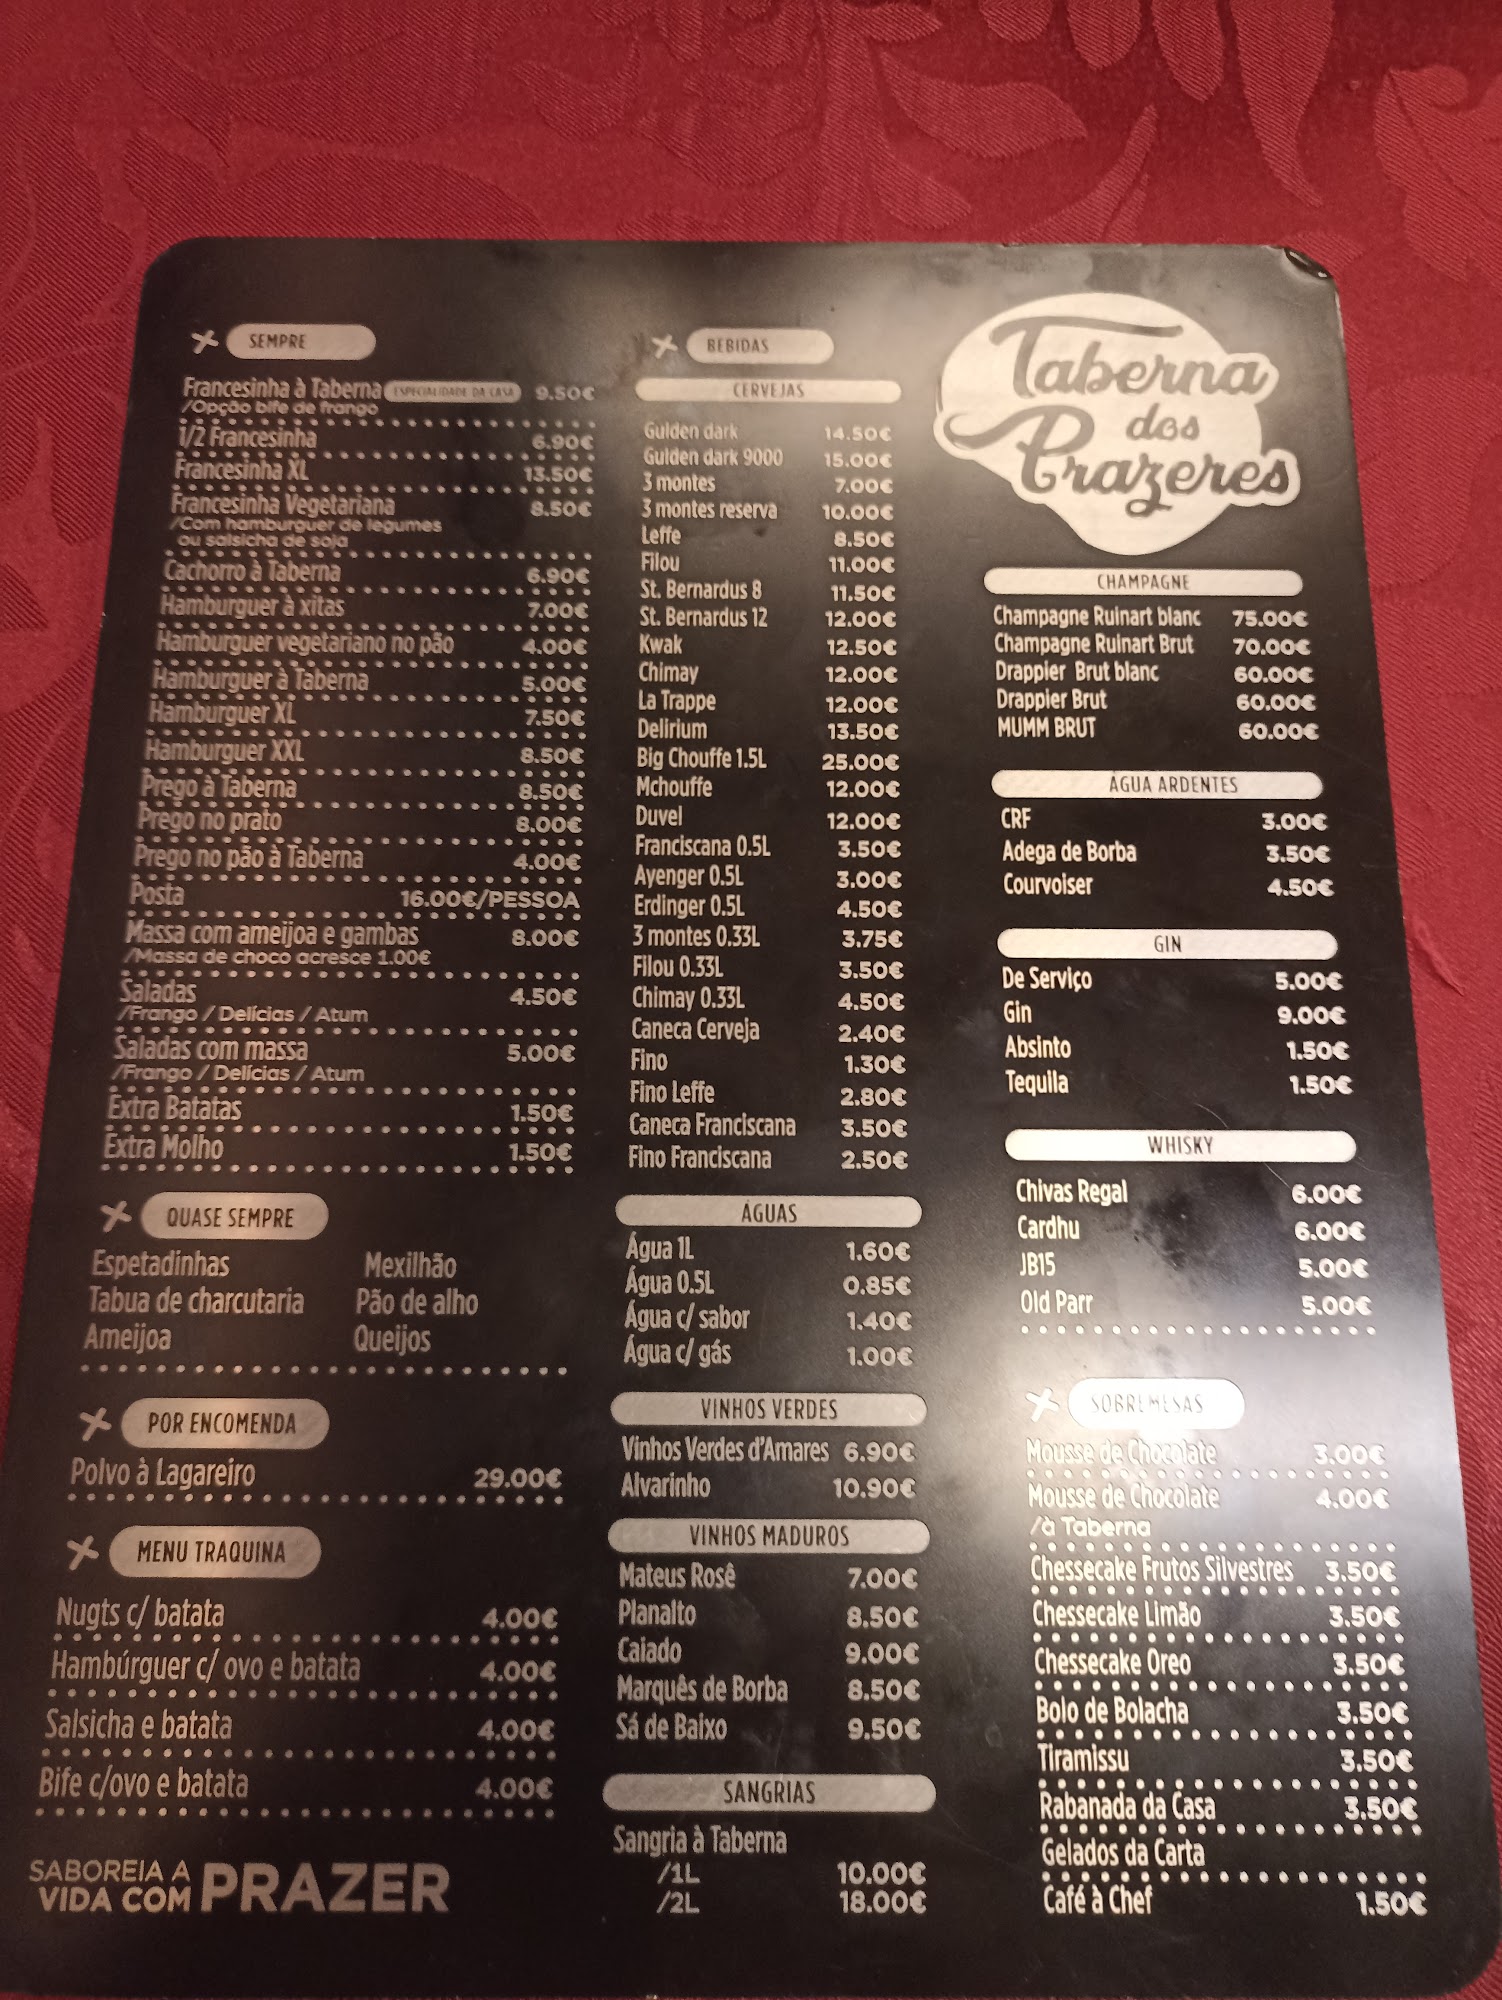 SEMPRE
Francesinha à Taberna ESPECIALIDADE DA CASA 9.50€
/Opção bife de frango
1/2 Francesinha 6.90€
Francesinha XL 13.50€
Francesinha Vegetariana 8.50€
/Com hamburguer de legumes
ou salsicha de soja
Cachorro à Taberna 6.90€
Hamburguer à xitas 7.00€
Hamburguer vegetariano no pão 4.00€
Hamburguer à Taberna 5.00€
Hamburguer XL 7.50€
Hamburguer XXL 8.50€
Prego à Taberna 8.50€
Prego no prato 8.00€
Prego no pão à Taberna 4.00€
Posta 16.00€/PESSOA
Massa com ameijoa e gambas 8.00€
/Massa de choco acresce 1.00€
Saladas 4.50€
/Frango / Delícias / Atum
Saladas com massa 5.00€
/Frango / Delícias / Atum
Extra Batatas 1.50€
Extra Molho 1.50€
QUASE SEMPRE
Espetadinhas Mexilhão
Tabua de charcutaria Pão de alho
Ameijoa Queijos
POR ENCOMENDA
Polvo à Lagareiro 29.00€
MENU TRAQUINA
Nugts c/ batata 4.00€
Hambúrguer c/ ovo e batata 4.00€
Salsicha e batata 4.00€
Bife c/ovo e batata 4.00€
SABOREIA A
VIDA COM PRAZER
BEBIDAS
CERVEJAS
Gulden dark 14.50€
Gulden dark 9000 15.00€
3 montes 7.00€
3 montes reserva 10.00€
Leffe 8.50€
Filou 11.00€
St. Bernardus 8 11.50€
St. Bernardus 12 12.00€
Kwak 12.50€
Chimay 12.00€
La Trappe 12.00€
Delirium 13.50€
Big Chouffe 1.5L 25.00€
Mchouffe 12.00€
Duvel 12.00€
Franciscana 0.5L 3.50€
Ayenger 0.5L 3.00€
Erdinger 0.5L 4.50€
3 montes 0.33L 3.75€
Filou 0.33L 3.50€
Chimay 0.33L 4.50€
Caneca Cerveja 2.40€
Fino 1.30€
Fino Leffe 2.80€
Caneca Franciscana 3.50€
Fino Franciscana 2.50€
ÁGUAS
Água 1L 1.60€
Água 0.5L 0.85€
Água c/ sabor 1.40€
Água c/ gás 1.00€
VINHOS VERDES
Vinhos Verdes d'Amares 6.90€
Alvarinho 10.90€
VINHOS MADUROS
Mateus Rosê 7.00€
Planalto 8.50€
Caiado 9.00€
Marquês de Borba 8.50€
Sá de Baixo 9.50€
SANGRIAS
Sangria à Taberna
/1L 10.00€
/2L 18.00€
Taberna
dos
Prazeres
CHAMPAGNE
Champagne Ruinart blanc 75.00€
Champagne Ruinart Brut 70.00€
Drappier Brut blanc 60.00€
Drappier Brut 60.00€
MUMM BRUT 60.00€
ÁGUA ARDENTES
CRF 3.00€
Adega de Borba 3.50€
Courvoiser 4.50€
GIN
De Serviço 5.00€
Gin 9.00€
Absinto 1.50€
Tequila 1.50€
WHISKY
Chivas Regal 6.00€
Cardhu 6.00€
JB15 5.00€
Old Parr 5.00€
SOBREMESAS
Mousse de Chocolate 3.00€
Mousse de Chocolate 4.00€
/à Taberna
Chessecake Frutos Silvestres 3.50€
Chessecake Limão 3.50€
Chessecake Oreo 3.50€
Bolo de Bolacha 3.50€
Tiramissu 3.50€
Rabanada da Casa 3.50€
Gelados da Carta
Café à Chef 1.50€